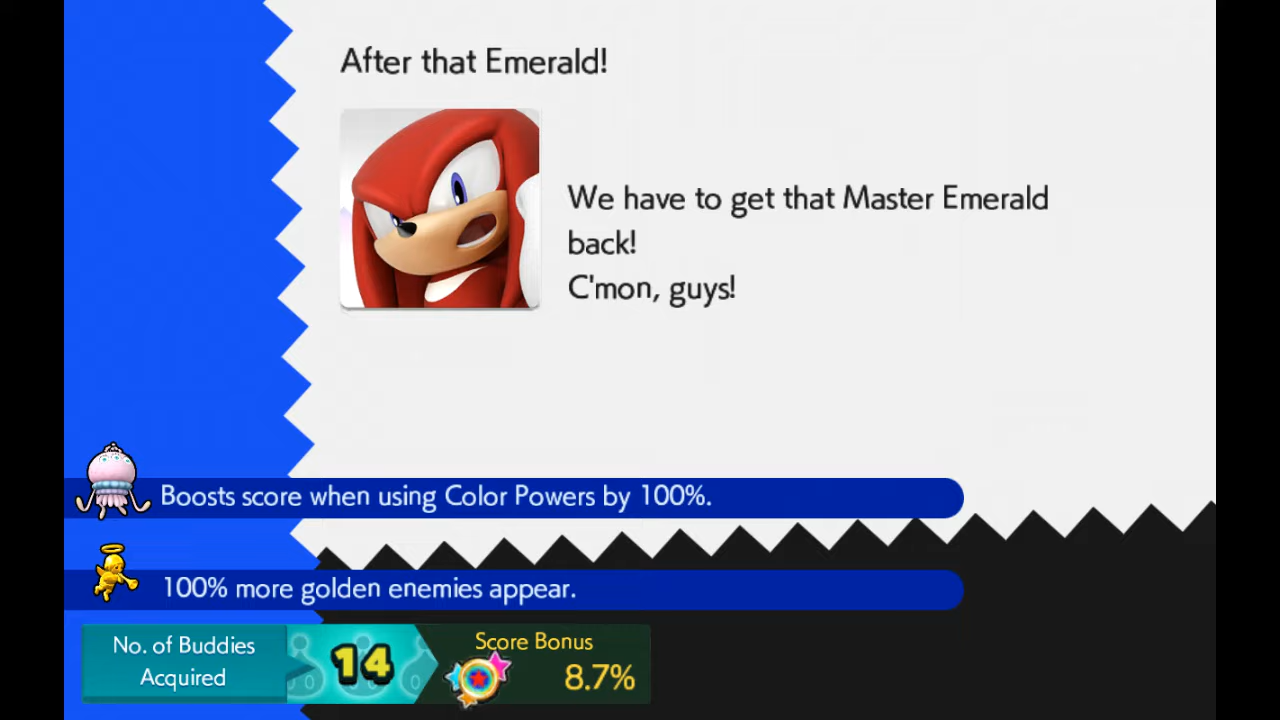 After that Emerald!
We have to get that Master Emerald
back!
C'mon, guys!
Boosts score when using Color Powers by 100%.
100% more golden enemies appear.
No. of Buddies
Acquired
14
Score Bonus
8.7%